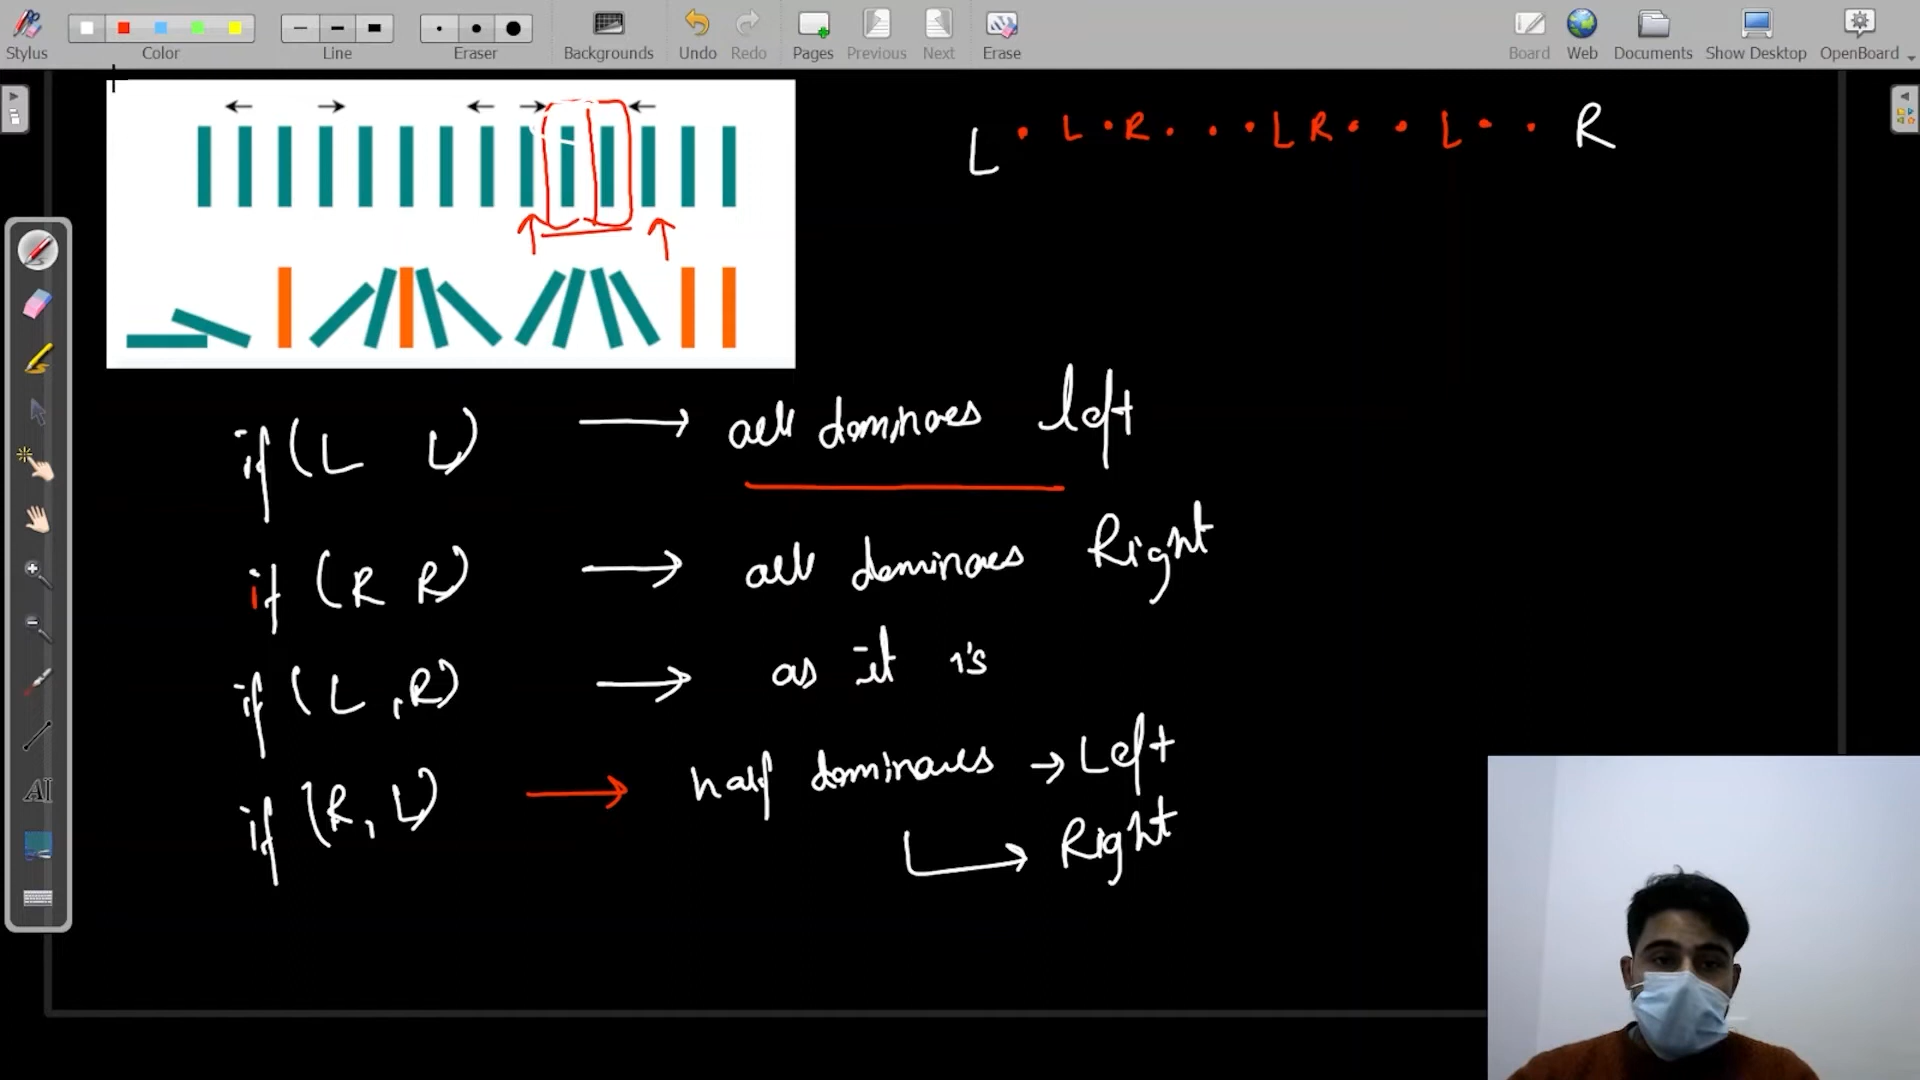 Stylus Color Line Eraser Backgrounds Undo Redo Pages Previous Next Erase Board Web Documents Show Desktop OpenBoard
L . L . R . . . L R . . L . . R
if (L L) → all dominoes left
if (R R) → all dominoes Right
if (L , R) → as it is
if (R, L) → half dominoes → Left
→ Right
AI